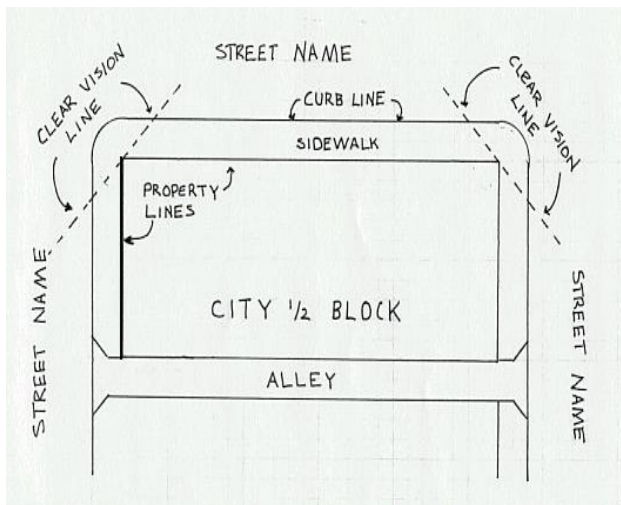 STREET NAME
CLEAR VISION
LINE
CLEAR VISION
LINE
CURB LINE
SIDEWALK
PROPERTY
LINES
CITY 1/2 BLOCK
STREET NAME
STREET NAME
ALLEY